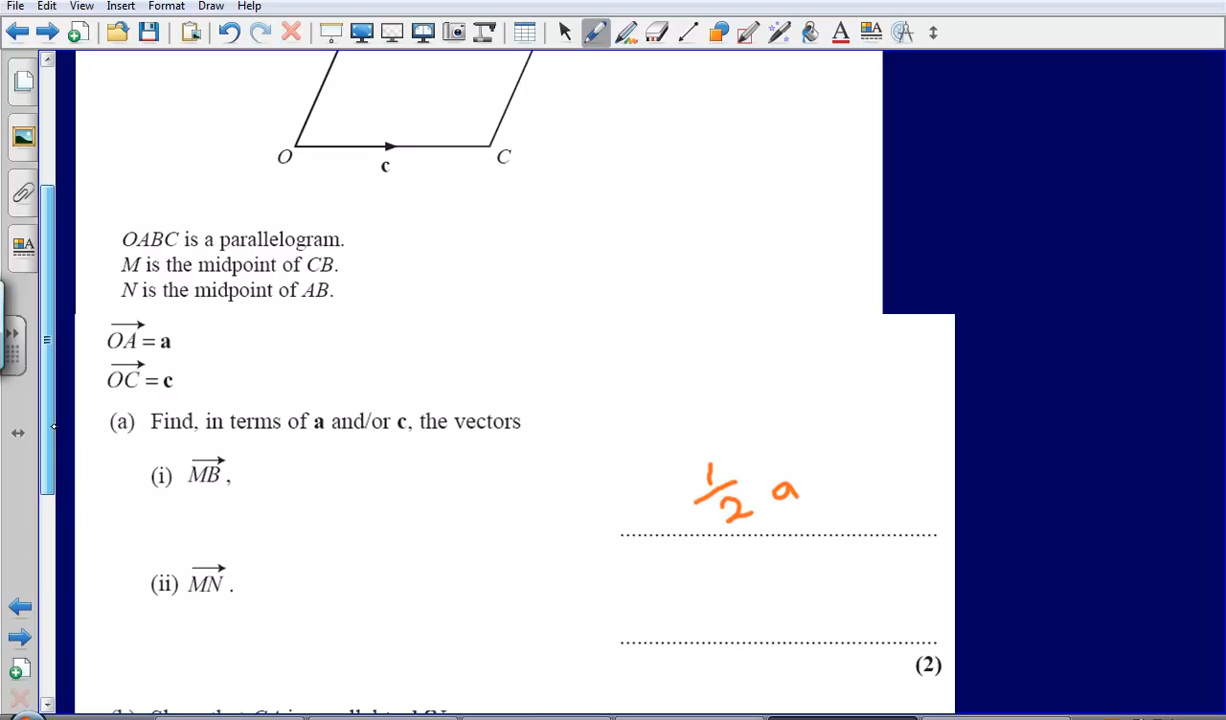 File Edit View Insert Format Draw Help
O C
c
OABC is a parallelogram.
M is the midpoint of CB.
N is the midpoint of AB.
OA = a
OC = c
(a) Find, in terms of a and/or c, the vectors
(i) MB,
1/2 a
(ii) MN.
(2)